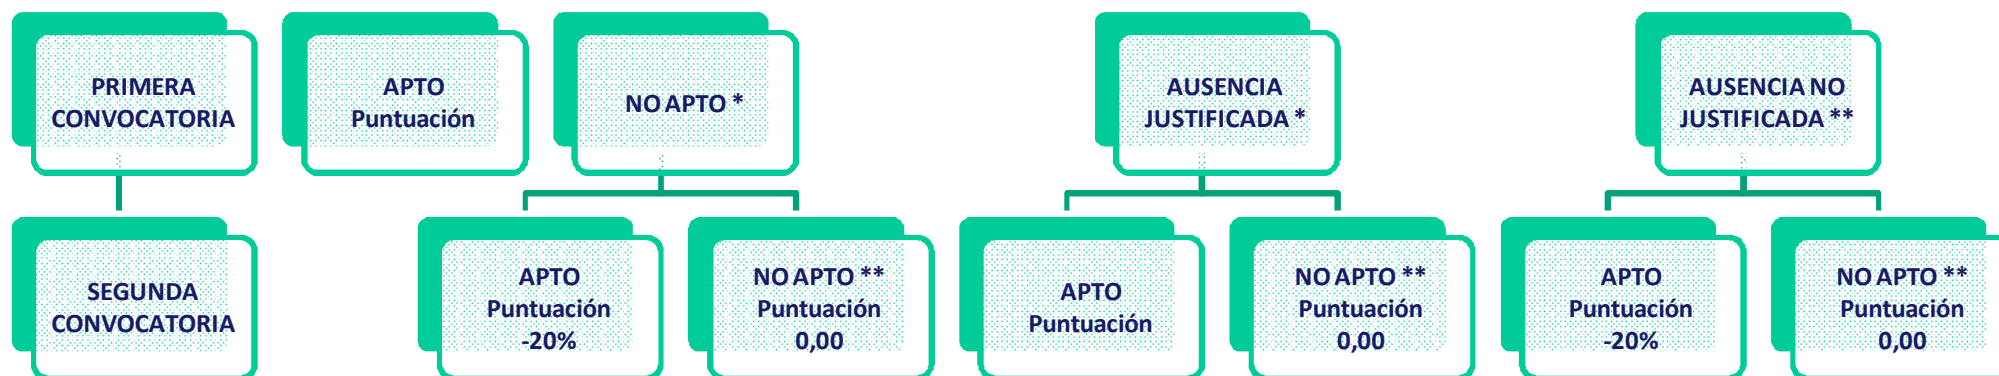 PRIMERA
CONVOCATORIA
APTO
Puntuación
NO APTO *
AUSENCIA
JUSTIFICADA *
AUSENCIA NO
JUSTIFICADA **
SEGUNDA
CONVOCATORIA
APTO
Puntuación
-20%
NO APTO **
Puntuación
0,00
APTO
Puntuación
NO APTO **
Puntuación
0,00
APTO
Puntuación
-20%
NO APTO **
Puntuación
0,00